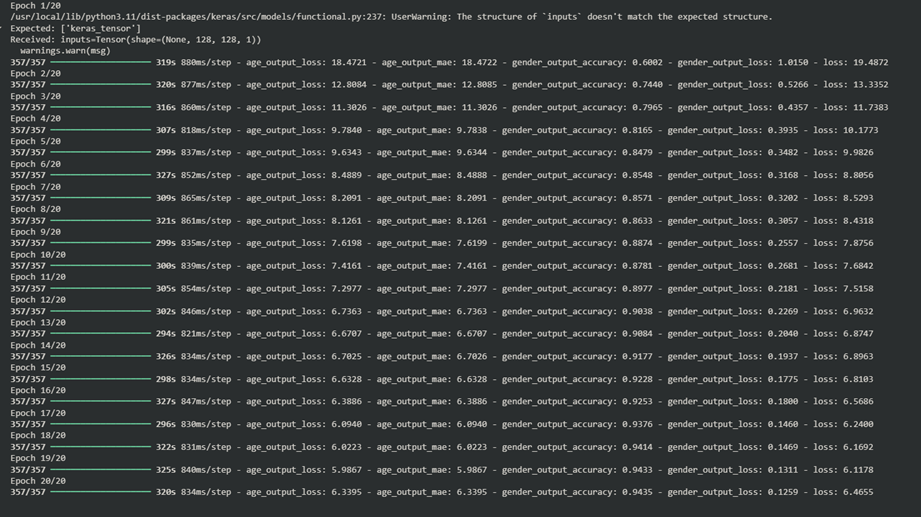 Epoch 1/20
/usr/local/lib/python3.11/dist-packages/keras/src/models/functional.py:237: UserWarning: The structure of `inputs` doesn't match the expected structure.
Expected: ['keras_tensor']
Received: inputs=Tensor(shape=(None, 128, 128, 1))
  warnings.warn(msg)
357/357 319s 880ms/step - age_output_loss: 18.4721 - age_output_mae: 18.4722 - gender_output_accuracy: 0.6002 - gender_output_loss: 1.0150 - loss: 19.4872
Epoch 2/20
357/357 320s 877ms/step - age_output_loss: 12.8084 - age_output_mae: 12.8085 - gender_output_accuracy: 0.7440 - gender_output_loss: 0.5266 - loss: 13.3352
Epoch 3/20
357/357 316s 860ms/step - age_output_loss: 11.3026 - age_output_mae: 11.3026 - gender_output_accuracy: 0.7965 - gender_output_loss: 0.4357 - loss: 11.7383
Epoch 4/20
357/357 307s 818ms/step - age_output_loss: 9.7840 - age_output_mae: 9.7838 - gender_output_accuracy: 0.8165 - gender_output_loss: 0.3935 - loss: 10.1773
Epoch 5/20
357/357 299s 837ms/step - age_output_loss: 9.6343 - age_output_mae: 9.6344 - gender_output_accuracy: 0.8479 - gender_output_loss: 0.3482 - loss: 9.9826
Epoch 6/20
357/357 327s 852ms/step - age_output_loss: 8.4889 - age_output_mae: 8.4888 - gender_output_accuracy: 0.8548 - gender_output_loss: 0.3168 - loss: 8.8056
Epoch 7/20
357/357 309s 865ms/step - age_output_loss: 8.2091 - age_output_mae: 8.2091 - gender_output_accuracy: 0.8571 - gender_output_loss: 0.3202 - loss: 8.5293
Epoch 8/20
357/357 321s 861ms/step - age_output_loss: 8.1261 - age_output_mae: 8.1261 - gender_output_accuracy: 0.8633 - gender_output_loss: 0.3057 - loss: 8.4318
Epoch 9/20
357/357 299s 835ms/step - age_output_loss: 7.6198 - age_output_mae: 7.6199 - gender_output_accuracy: 0.8874 - gender_output_loss: 0.2557 - loss: 7.8756
Epoch 10/20
357/357 300s 839ms/step - age_output_loss: 7.4161 - age_output_mae: 7.4161 - gender_output_accuracy: 0.8781 - gender_output_loss: 0.2681 - loss: 7.6842
Epoch 11/20
357/357 305s 854ms/step - age_output_loss: 7.2977 - age_output_mae: 7.2977 - gender_output_accuracy: 0.8977 - gender_output_loss: 0.2181 - loss: 7.5158
Epoch 12/20
357/357 302s 846ms/step - age_output_loss: 6.7363 - age_output_mae: 6.7363 - gender_output_accuracy: 0.9038 - gender_output_loss: 0.2269 - loss: 6.9632
Epoch 13/20
357/357 294s 821ms/step - age_output_loss: 6.6707 - age_output_mae: 6.6707 - gender_output_accuracy: 0.9084 - gender_output_loss: 0.2040 - loss: 6.8747
Epoch 14/20
357/357 326s 834ms/step - age_output_loss: 6.7025 - age_output_mae: 6.7026 - gender_output_accuracy: 0.9177 - gender_output_loss: 0.1937 - loss: 6.8963
Epoch 15/20
357/357 298s 834ms/step - age_output_loss: 6.6328 - age_output_mae: 6.6328 - gender_output_accuracy: 0.9228 - gender_output_loss: 0.1775 - loss: 6.8103
Epoch 16/20
357/357 327s 847ms/step - age_output_loss: 6.3886 - age_output_mae: 6.3886 - gender_output_accuracy: 0.9253 - gender_output_loss: 0.1800 - loss: 6.5686
Epoch 17/20
357/357 296s 830ms/step - age_output_loss: 6.0940 - age_output_mae: 6.0940 - gender_output_accuracy: 0.9376 - gender_output_loss: 0.1460 - loss: 6.2400
Epoch 18/20
357/357 322s 831ms/step - age_output_loss: 6.0223 - age_output_mae: 6.0223 - gender_output_accuracy: 0.9414 - gender_output_loss: 0.1469 - loss: 6.1692
Epoch 19/20
357/357 325s 840ms/step - age_output_loss: 5.9867 - age_output_mae: 5.9867 - gender_output_accuracy: 0.9433 - gender_output_loss: 0.1311 - loss: 6.1178
Epoch 20/20
357/357 320s 834ms/step - age_output_loss: 6.3395 - age_output_mae: 6.3395 - gender_output_accuracy: 0.9435 - gender_output_loss: 0.1259 - loss: 6.4655